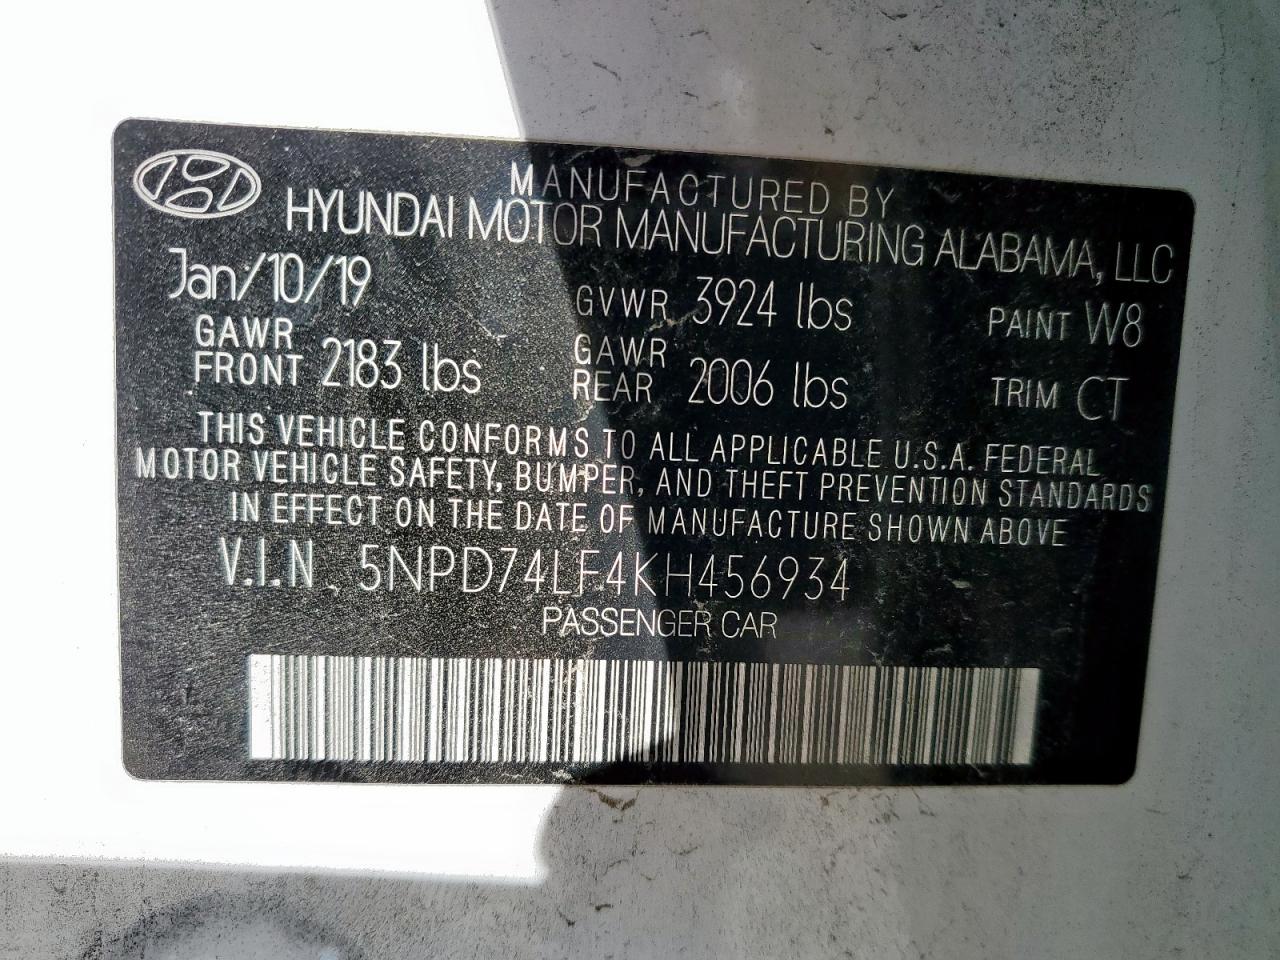 MANUFACTURED BY
HYUNDAI MOTOR MANUFACTURING ALABAMA, LLC
Jan/10/19 GVWR 3924 lbs PAINT W8
GAWR FRONT 2183 lbs GAWR REAR 2006 lbs TRIM CT
THIS VEHICLE CONFORMS TO ALL APPLICABLE U.S.A. FEDERAL
MOTOR VEHICLE SAFETY, BUMPER, AND THEFT PREVENTION STANDARDS
IN EFFECT ON THE DATE OF MANUFACTURE SHOWN ABOVE
V.I.N. 5NPD74LF4KH456934
PASSENGER CAR